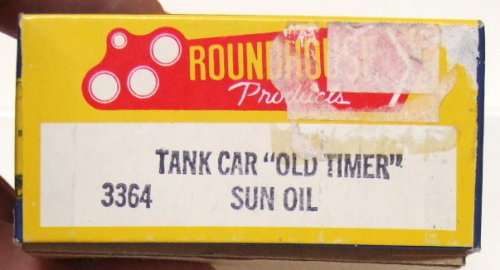 ROUNDHOUSE
Products
TANK CAR "OLD TIMER"
3364 SUN OIL